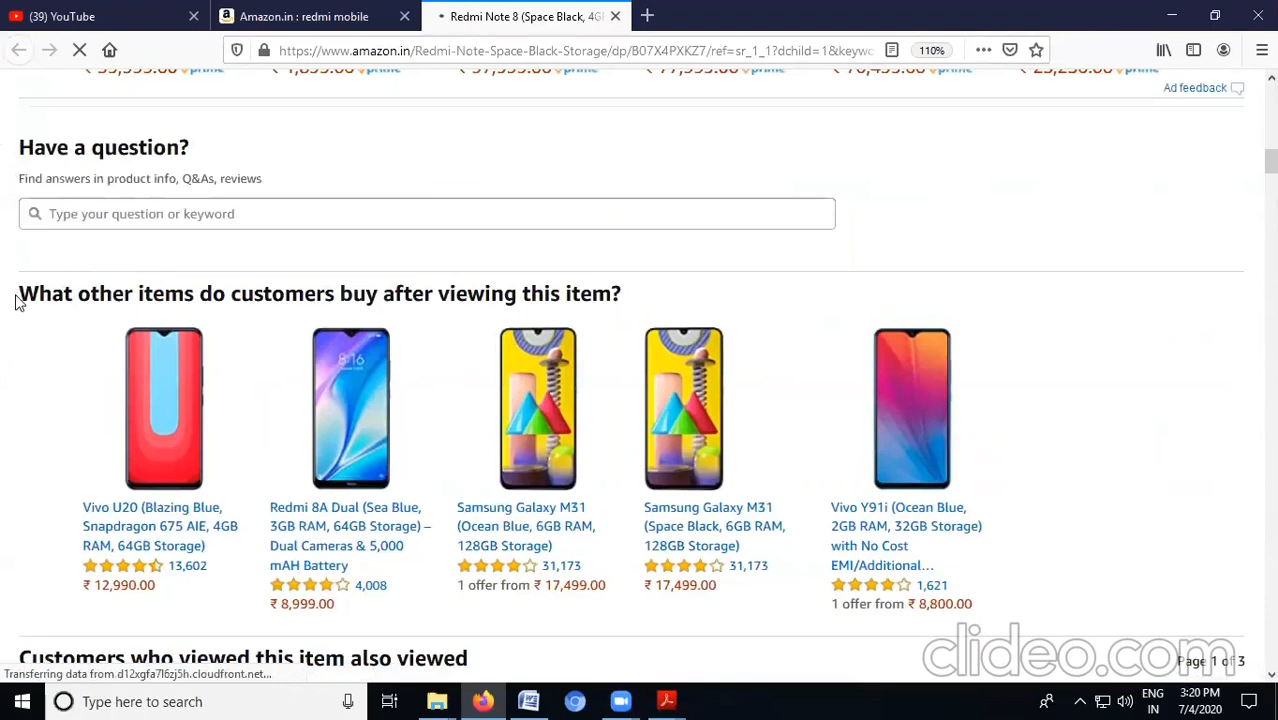 (39) YouTube
Amazon.in : redmi mobile
Redmi Note 8 (Space Black, 4G
https://www.amazon.in/Redmi-Note-Space-Black-Storage/dp/B07X4PXKZ7/ref=sr_1_1?dchild=1&keywo
110%
Ad feedback
Have a question?
Find answers in product info, Q&As, reviews
Type your question or keyword
What other items do customers buy after viewing this item?
Vivo U20 (Blazing Blue,
Snapdragon 675 AIE, 4GB
RAM, 64GB Storage)
13,602
₹ 12,990.00
8:16
Redmi 8A Dual (Sea Blue,
3GB RAM, 64GB Storage) –
Dual Cameras & 5,000
mAH Battery
4,008
₹ 8,999.00
Samsung Galaxy M31
(Ocean Blue, 6GB RAM,
128GB Storage)
31,173
1 offer from ₹ 17,499.00
Samsung Galaxy M31
(Space Black, 6GB RAM,
128GB Storage)
31,173
₹ 17,499.00
Vivo Y91i (Ocean Blue,
2GB RAM, 32GB Storage)
with No Cost
EMI/Additional...
1,621
1 offer from ₹ 8,800.00
Customers who viewed this item also viewed
Page 1 of 3
clideo.com
Transferring data from d12xgfa7l6zj5h.cloudfront.net...
Type here to search
ENG
IN
3:20 PM
7/4/2020